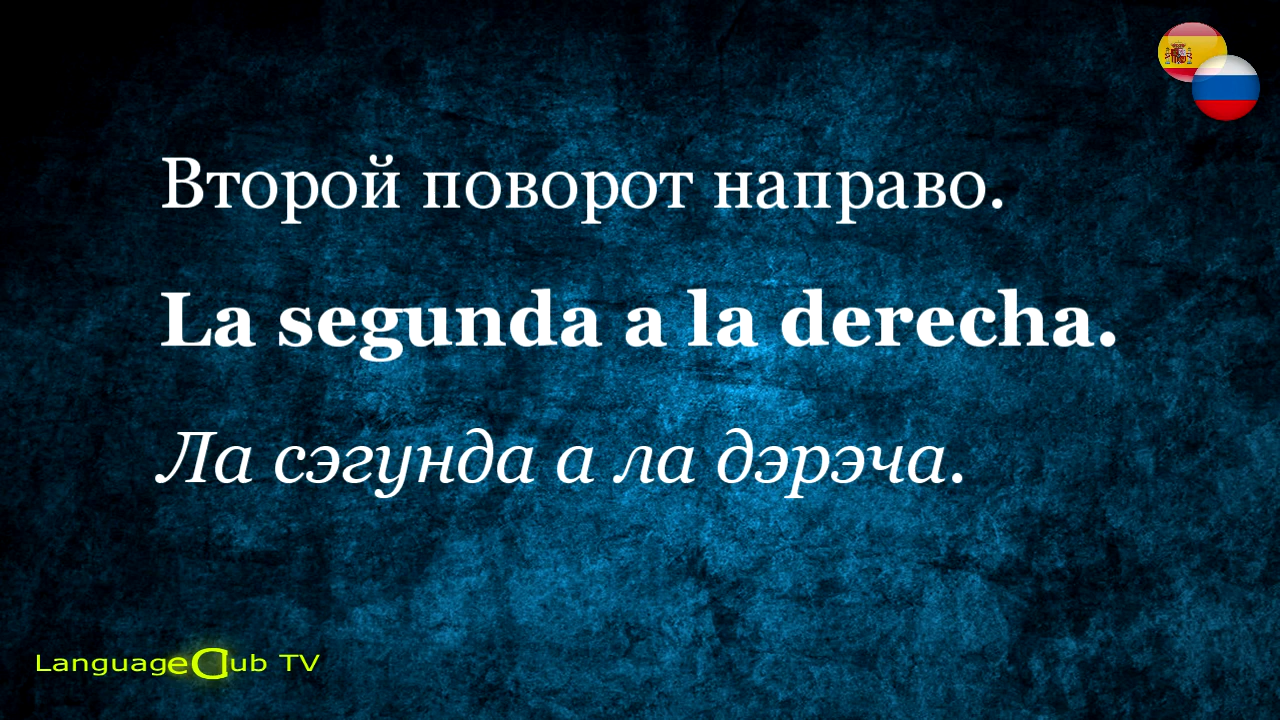 Второй поворот направо.
La segunda a la derecha.
Ла сэгунда а ла дэрэча.
LanguageClub TV